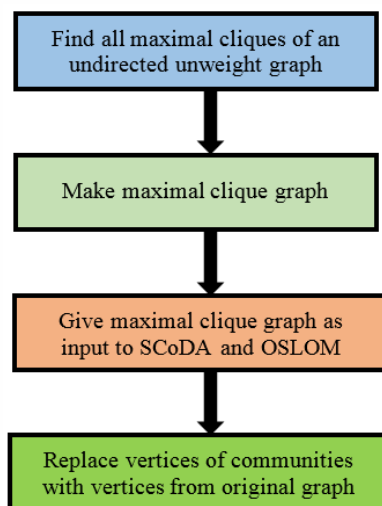 Find all maximal cliques of an
undirected unweight graph
Make maximal clique graph
Give maximal clique graph as
input to SCoDA and OSLOM
Replace vertices of communities
with vertices from original graph